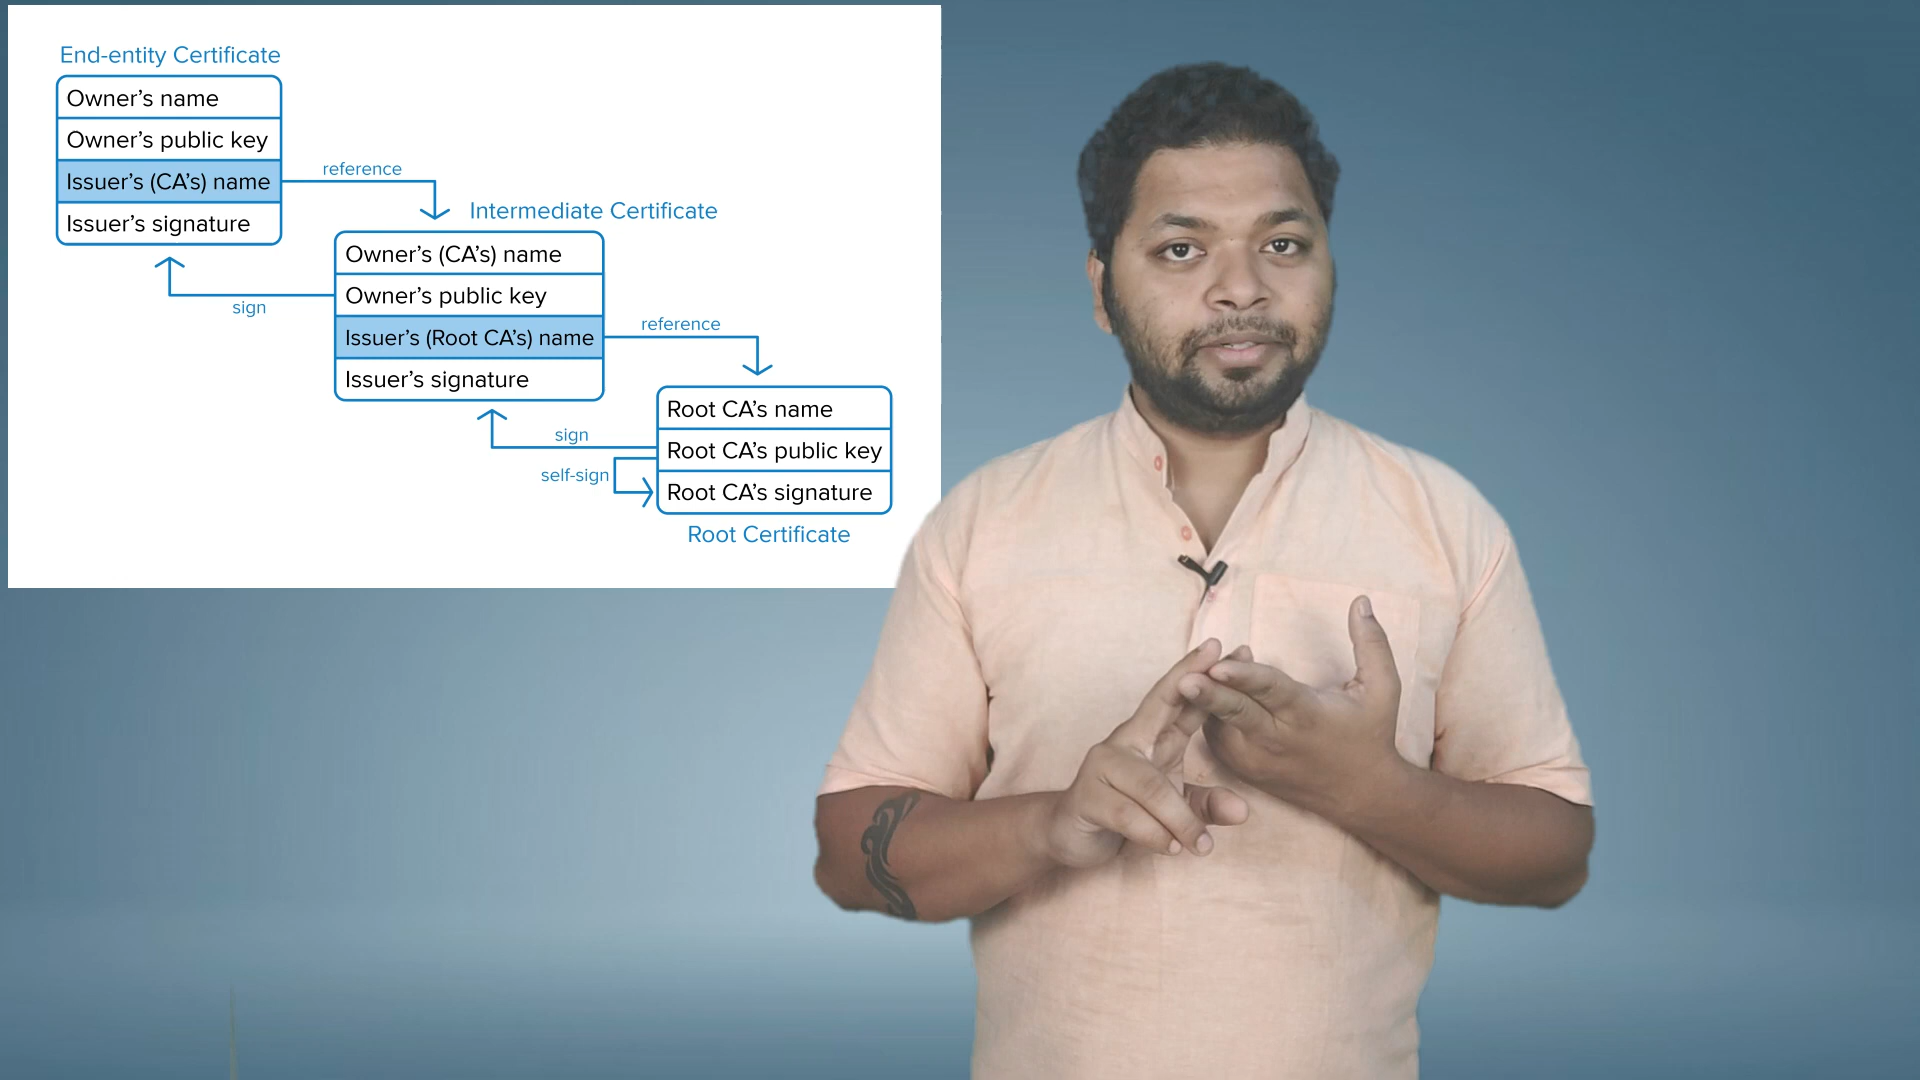 End-entity Certificate
Owner's name
Owner's public key
Issuer's (CA's) name
Issuer's signature
reference
sign
Intermediate Certificate
Owner's (CA's) name
Owner's public key
Issuer's (Root CA's) name
Issuer's signature
reference
sign
self-sign
Root CA's name
Root CA's public key
Root CA's signature
Root Certificate